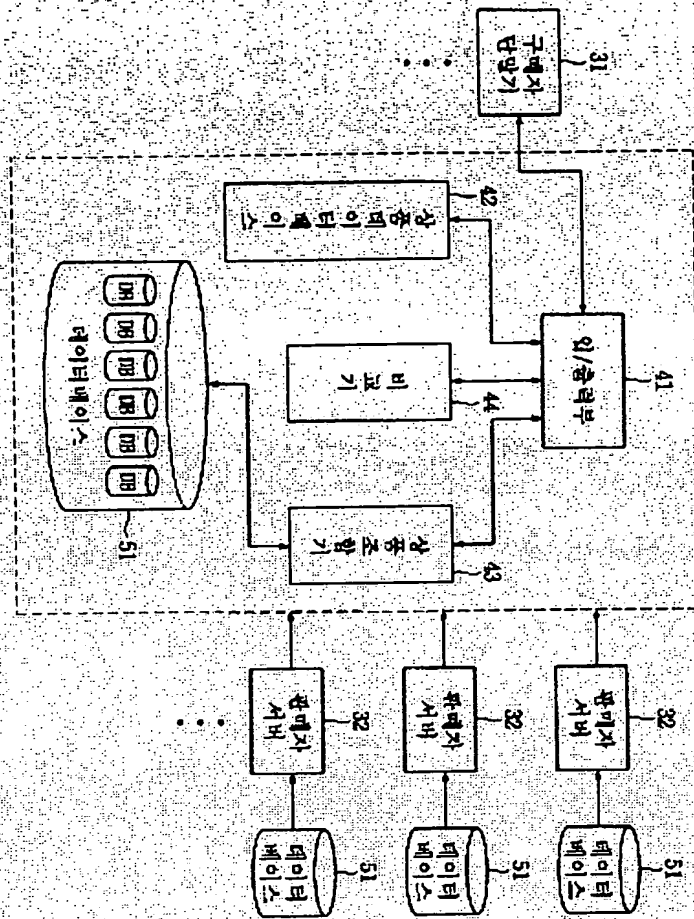 31
구매자
단말기
41
입/출력부
42
상품데이터베이스
44
비교기
43
상품조합기
데이터베이스
DB
DB
DB
DB
DB
DB
51
32
판매자
서버
51
데이터
베이스
32
판매자
서버
51
데이터
베이스
32
판매자
서버
51
데이터
베이스